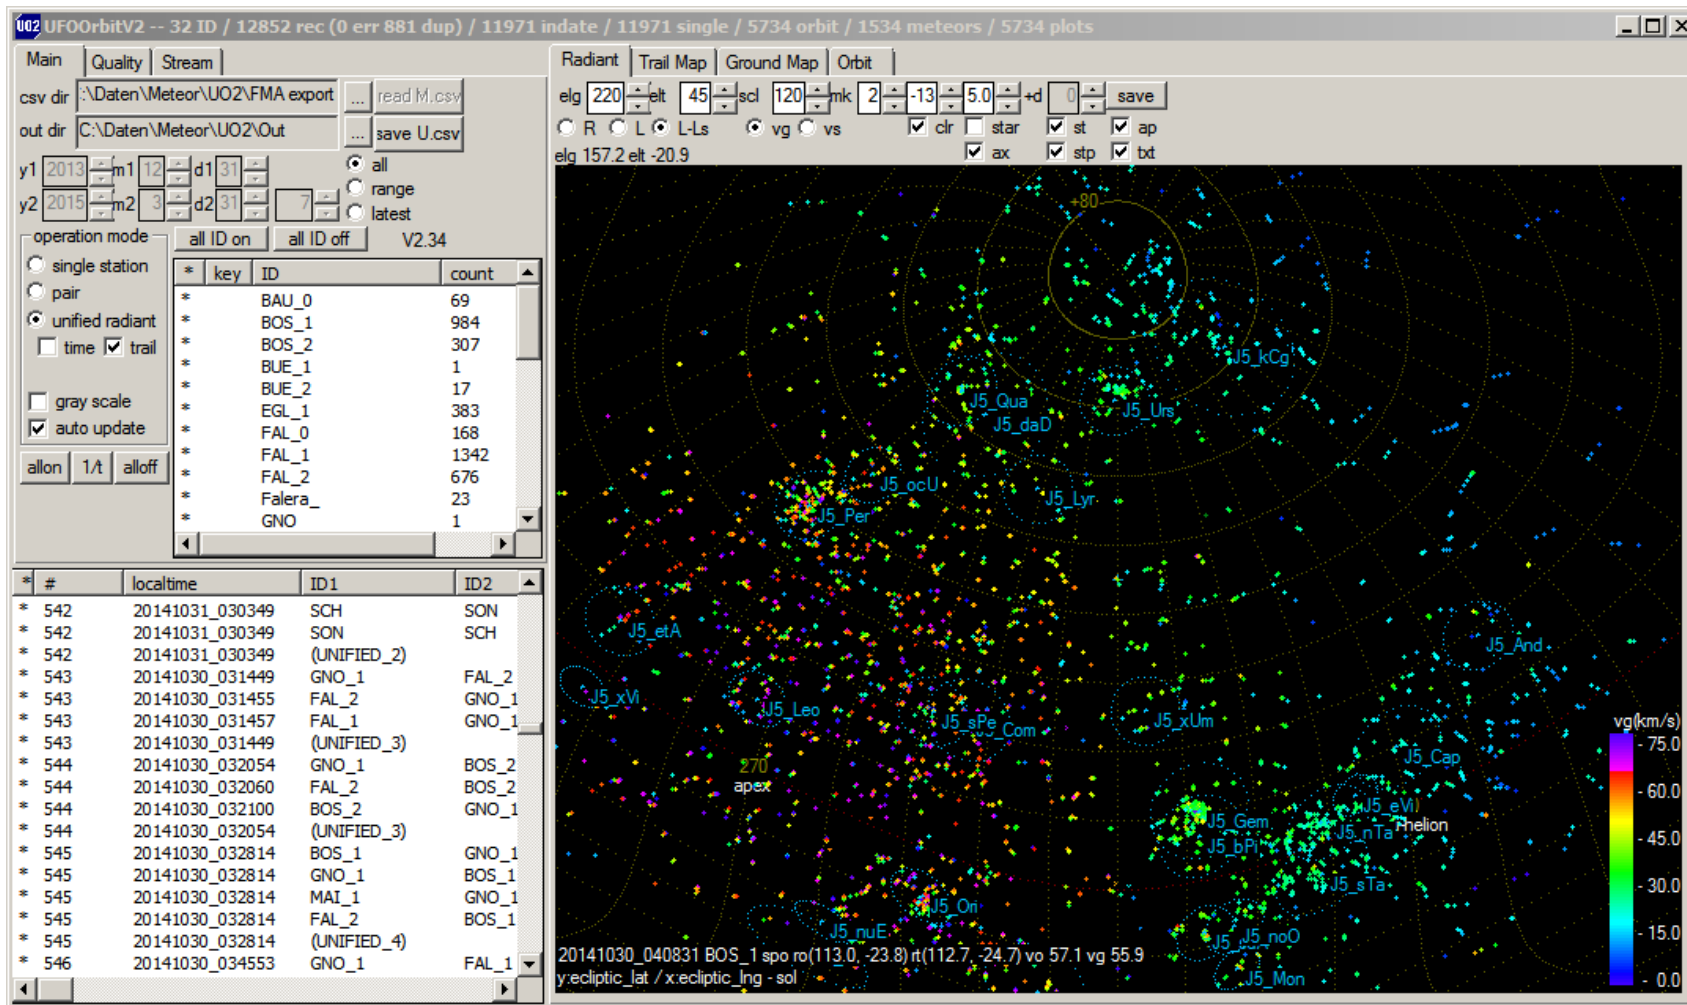 UO2 UFOOrbitV2 -- 32 ID / 12852 rec (0 err 881 dup) / 11971 indate / 11971 single / 5734 orbit / 1534 meteors / 5734 plots
Main Quality Stream
csv dir :\Daten\Meteor\UO2\FMA export ... read M.csv
out dir C:\Daten\Meteor\UO2\Out ... save U.csv
y1 2013 m1 12 d1 31 all
range
y2 2015 m2 3 d2 31 7 latest
operation mode all ID on all ID off V2.34
single station
pair
unified radiant
time trail
gray scale
auto update
allon 1/t alloff
* key ID count
* BAU_0 69
* BOS_1 984
* BOS_2 307
* BUE_1 1
* BUE_2 17
* EGL_1 383
* FAL_0 168
* FAL_1 1342
* FAL_2 676
* Falera_ 23
* GNO 1
* # localtime ID1 ID2
* 542 20141031_030349 SCH SON
* 542 20141031_030349 SON SCH
* 542 20141031_030349 (UNIFIED_2)
* 543 20141030_031449 GNO_1 FAL_2
* 543 20141030_031455 FAL_2 GNO_1
* 543 20141030_031457 FAL_1 GNO_1
* 543 20141030_031449 (UNIFIED_3)
* 544 20141030_032054 GNO_1 BOS_2
* 544 20141030_032060 FAL_2 BOS_2
* 544 20141030_032100 BOS_2 GNO_1
* 544 20141030_032054 (UNIFIED_3)
* 545 20141030_032814 BOS_1 GNO_1
* 545 20141030_032814 GNO_1 BOS_1
* 545 20141030_032814 MAI_1 GNO_1
* 545 20141030_032814 FAL_2 BOS_1
* 545 20141030_032814 (UNIFIED_4)
* 546 20141030_034553 GNO_1 FAL_1
Radiant Trail Map Ground Map Orbit
elg 220 elt 45 scl 120 mk 2 -13 5.0 +d 0 save
R L L-Ls vg vs clr star st ap
elg 157.2 elt -20.9 ax stp txt
+80
J5_kCg
J5_Qua
J5_Urs
J5_daD
J5_ocU
J5_Lyr
J5_Per
J5_etA
J5_And
J5_xVi
J5_Leo
J5_sPe
J5_Com
J5_xUm
vg(km/s)
75.0
J5_Cap
270
apex
60.0
J5_eVi
J5_Gem
J5_nTa
helion
J5_bPi
45.0
J5_sTa
30.0
J5_Ori
J5_nuE
15.0
J5_noO
J5_Mon
0.0
20141030_040831 BOS_1 spo ro(113.0, -23.8) rt(112.7, -24.7) vo 57.1 vg 55.9
y:ecliptic_lat / x:ecliptic_lng - sol